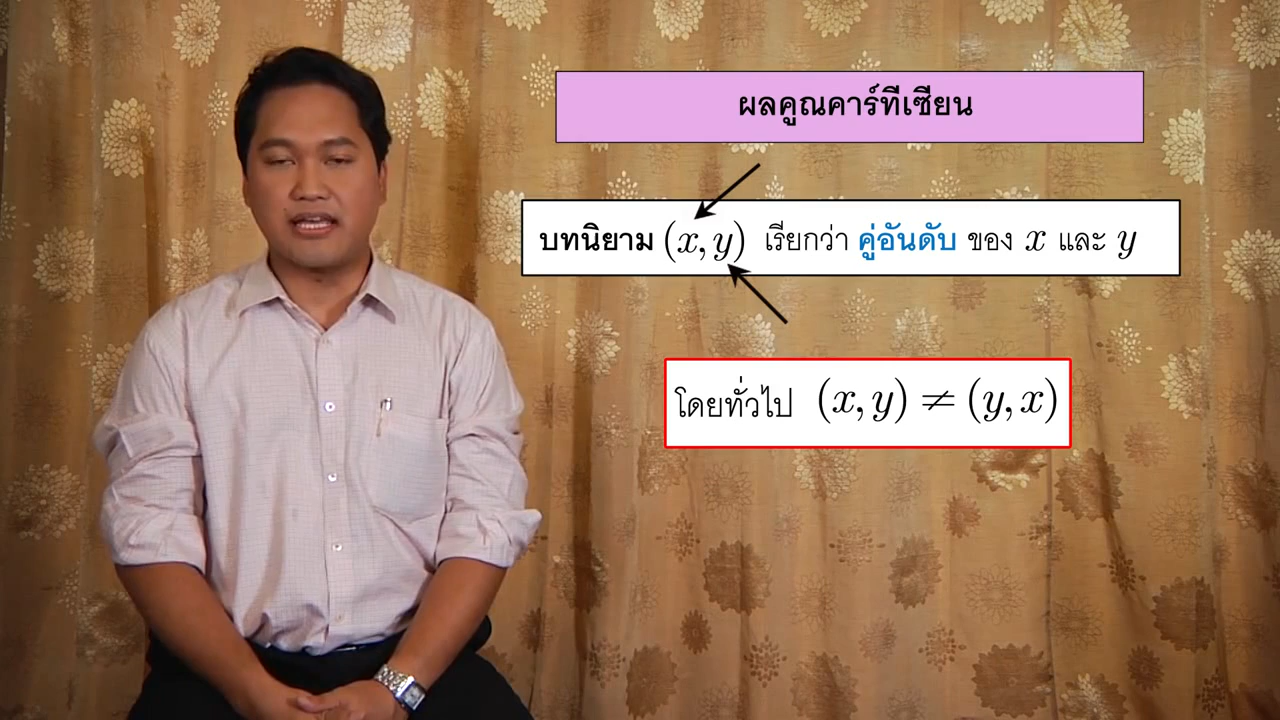 ผลคูณคาร์ทีเซียน
บทนิยาม (x, y) เรียกว่า คู่อันดับ ของ x และ y
โดยทั่วไป (x, y) ≠ (y, x)